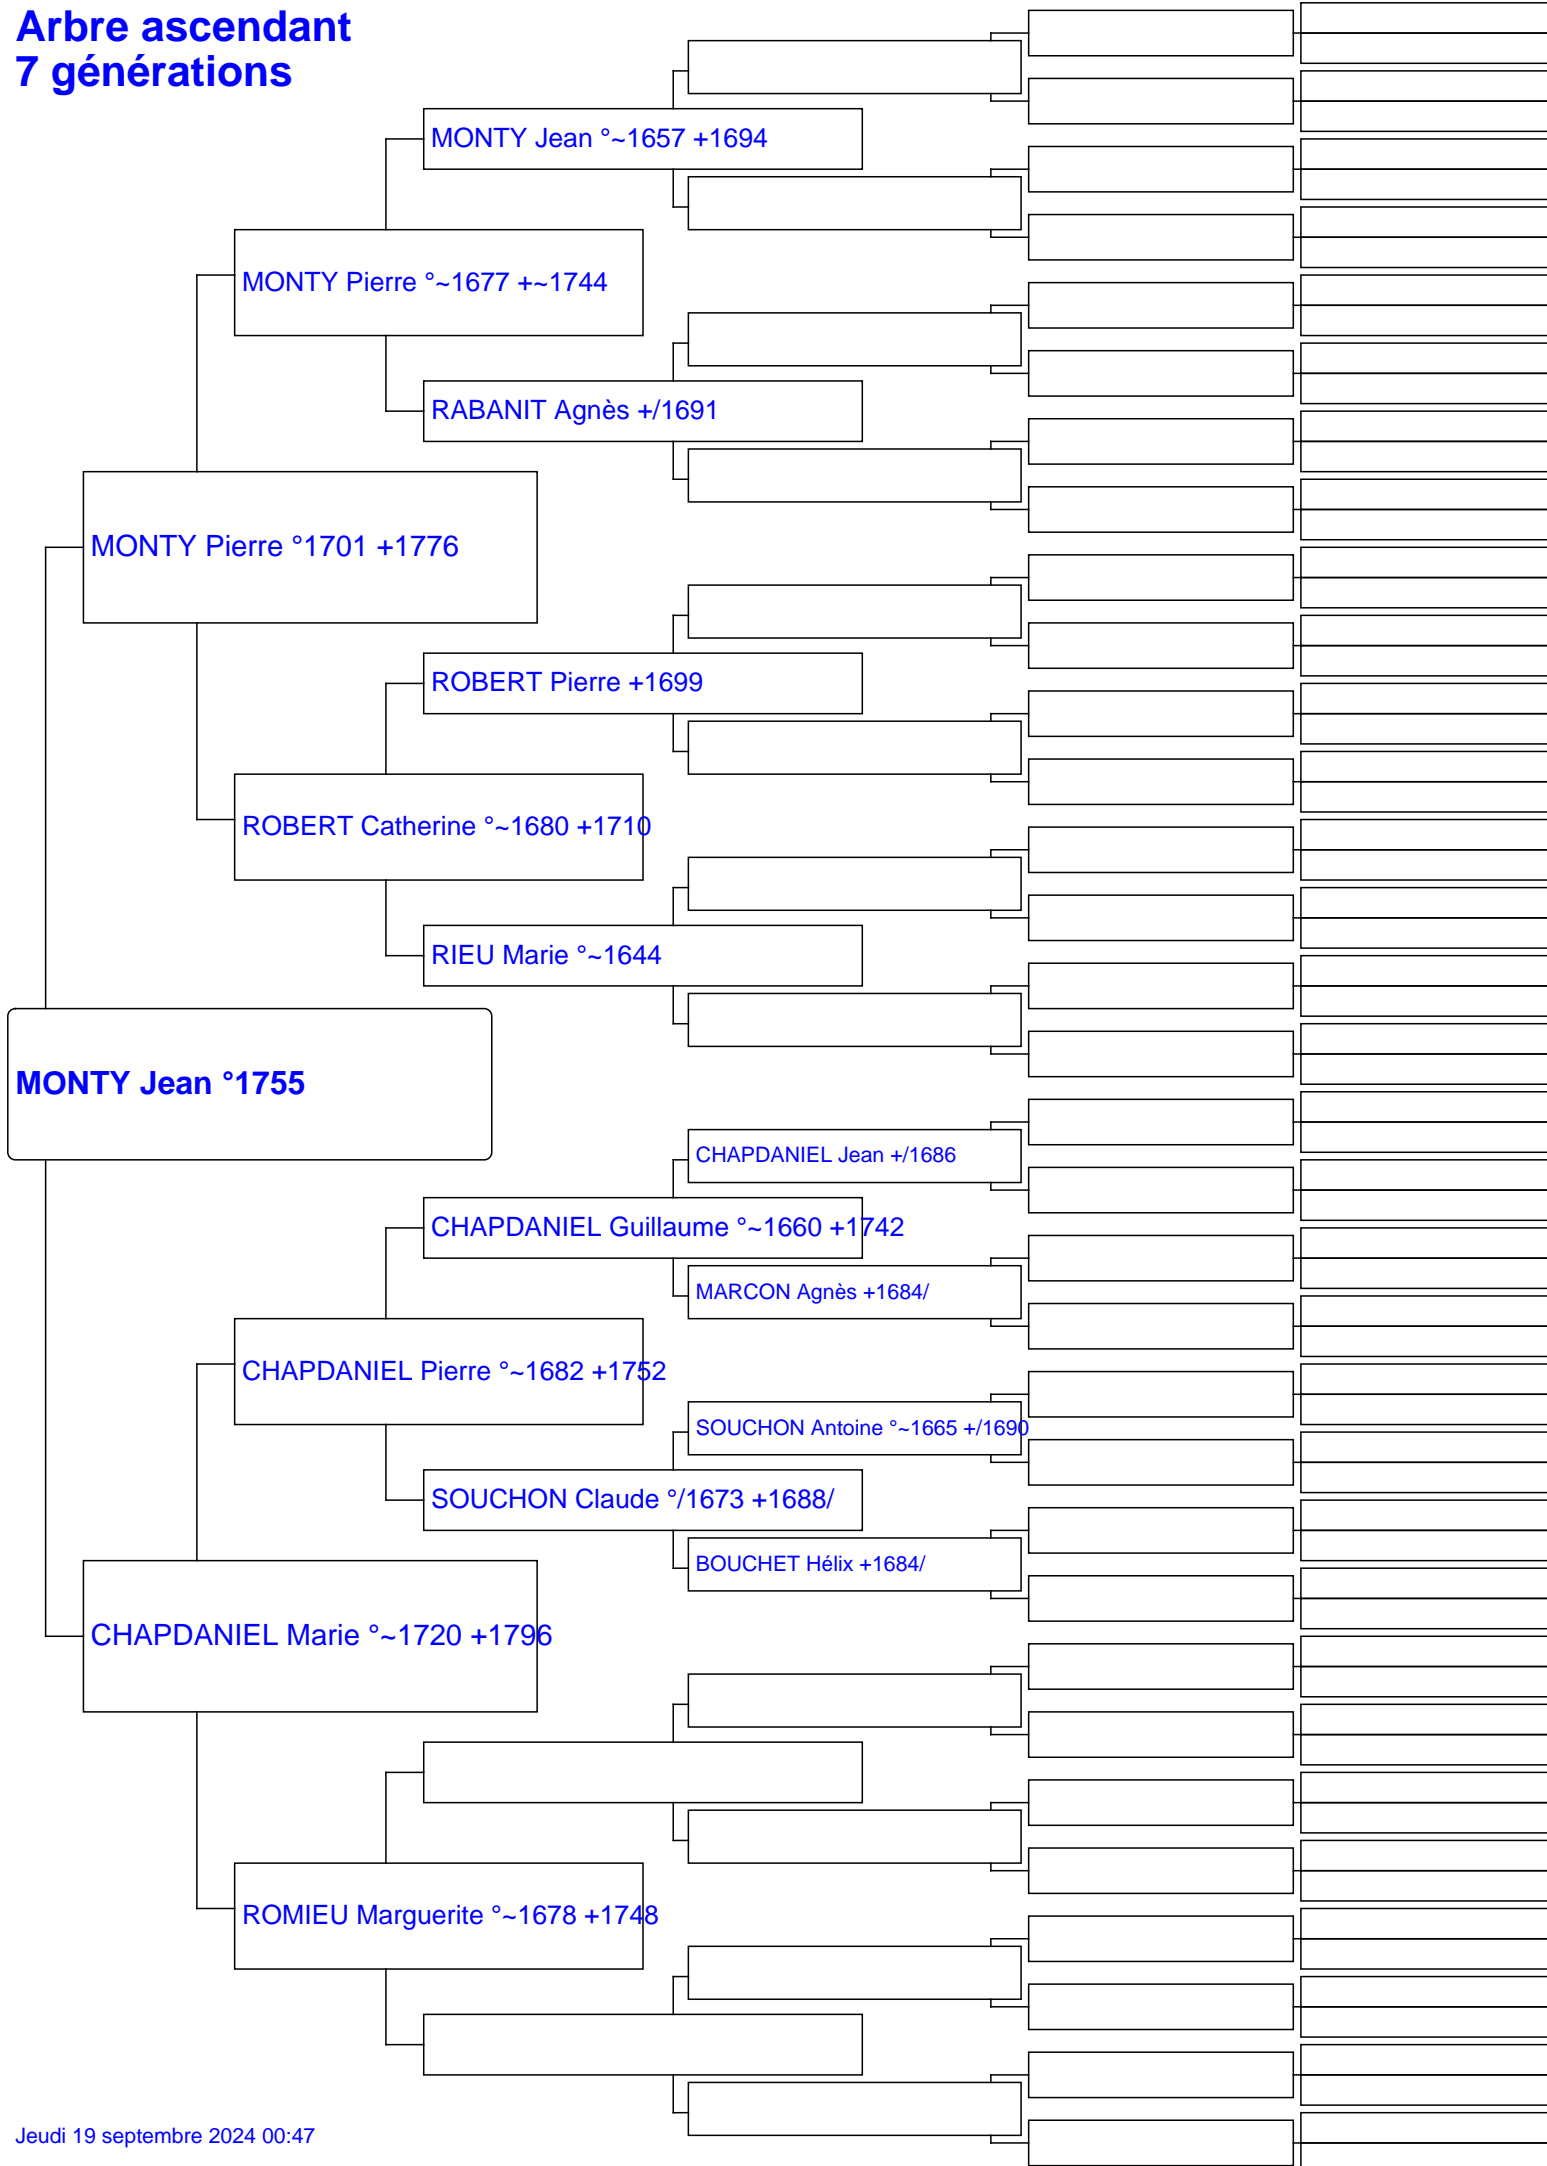 Arbre ascendant
7 générations
MONTY Jean °~1657 +1694
MONTY Pierre °~1677 +~1744
RABANIT Agnès +/1691
MONTY Pierre °1701 +1776
ROBERT Pierre +1699
ROBERT Catherine °~1680 +1710
RIEU Marie °~1644
MONTY Jean °1755
CHAPDANIEL Jean +/1686
CHAPDANIEL Guillaume °~1660 +1742
MARCON Agnès +1684/
CHAPDANIEL Pierre °~1682 +1752
SOUCHON Antoine °~1665 +/1690
SOUCHON Claude °/1673 +1688/
BOUCHET Hélix +1684/
CHAPDANIEL Marie °~1720 +1796
ROMIEU Marguerite °~1678 +1748
Jeudi 19 septembre 2024 00:47